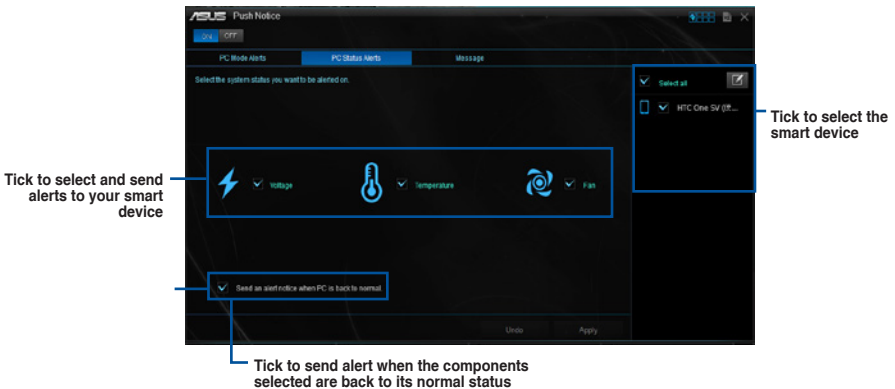 ASUS Push Notice
ON OFF
PC Mode Alerts PC Status Alerts Message
Select the system status you want to be alerted on.
Select all
HTC One SV
Tick to select the
smart device
Tick to select and send
alerts to your smart
device
Voltage Temperature Fan
Send an alert notice when PC is back to normal.
Undo Apply
Tick to send alert when the components
selected are back to its normal status